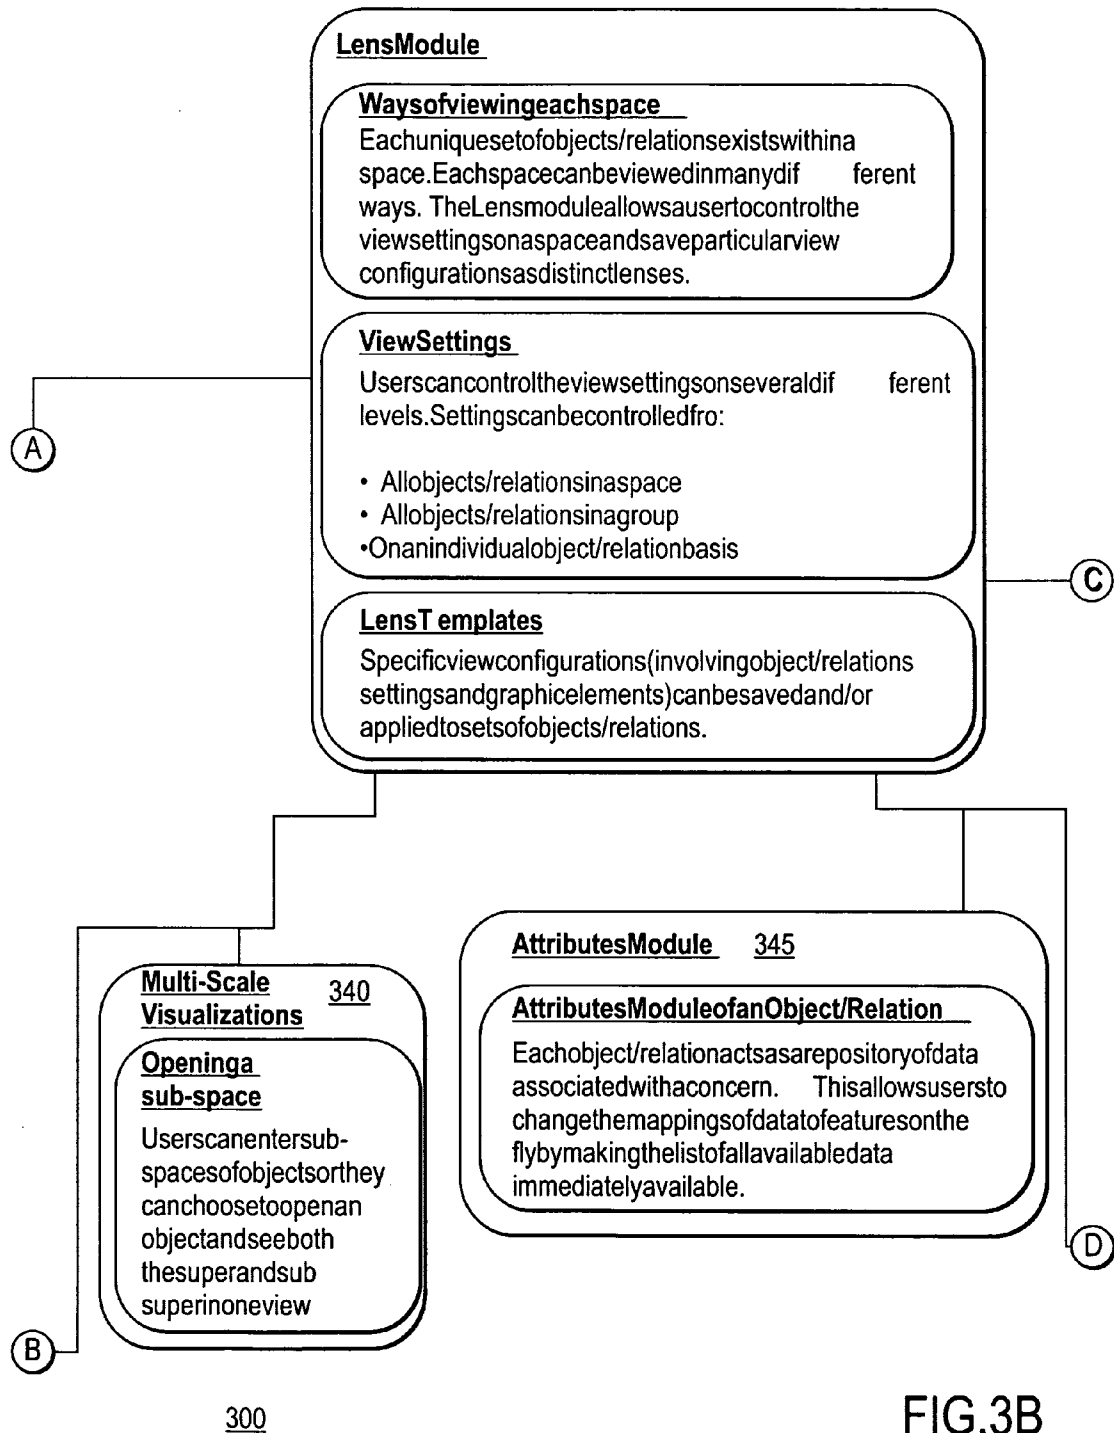 LensModule
Waysofviewingeachspace
Eachuniquesetofobjects/relationsexistswithina
space.Eachspacecanbeviewedinmanydif ferent
ways. TheLensmoduleallowsausertocontrolthe
viewsettingsonaspaceandsaveparticularview
configurationsasdistinctlenses.
ViewSettings
Userscancontroltheviewsettingsonseveraldif ferent
levels.Settingscanbecontrolledfro:
• Allobjects/relationsinaspace
• Allobjects/relationsinagroup
•Onanindividualobject/relationbasis
A
C
LensT emplates
Specificviewconfigurations(involvingobject/relations
settingsandgraphicelements)canbesavedand/or
appliedtosetsofobjects/relations.
Multi-Scale
Visualizations
340
Openinga
sub-space
Userscanentersub-
spacesofobjectsorthey
canchoosetoopenan
objectandseeboth
thesuperandsub
superinoneview
AttributesModule 345
AttributesModuleofanObject/Relation
Eachobject/relationactsasarepositoryofdata
associatedwithaconcern. Thisallowsusersto
changethemappingsofdatatofeaturesonthe
flybymakingthelistofallavailabledata
immediatelyavailable.
D
B
300
FIG.3B